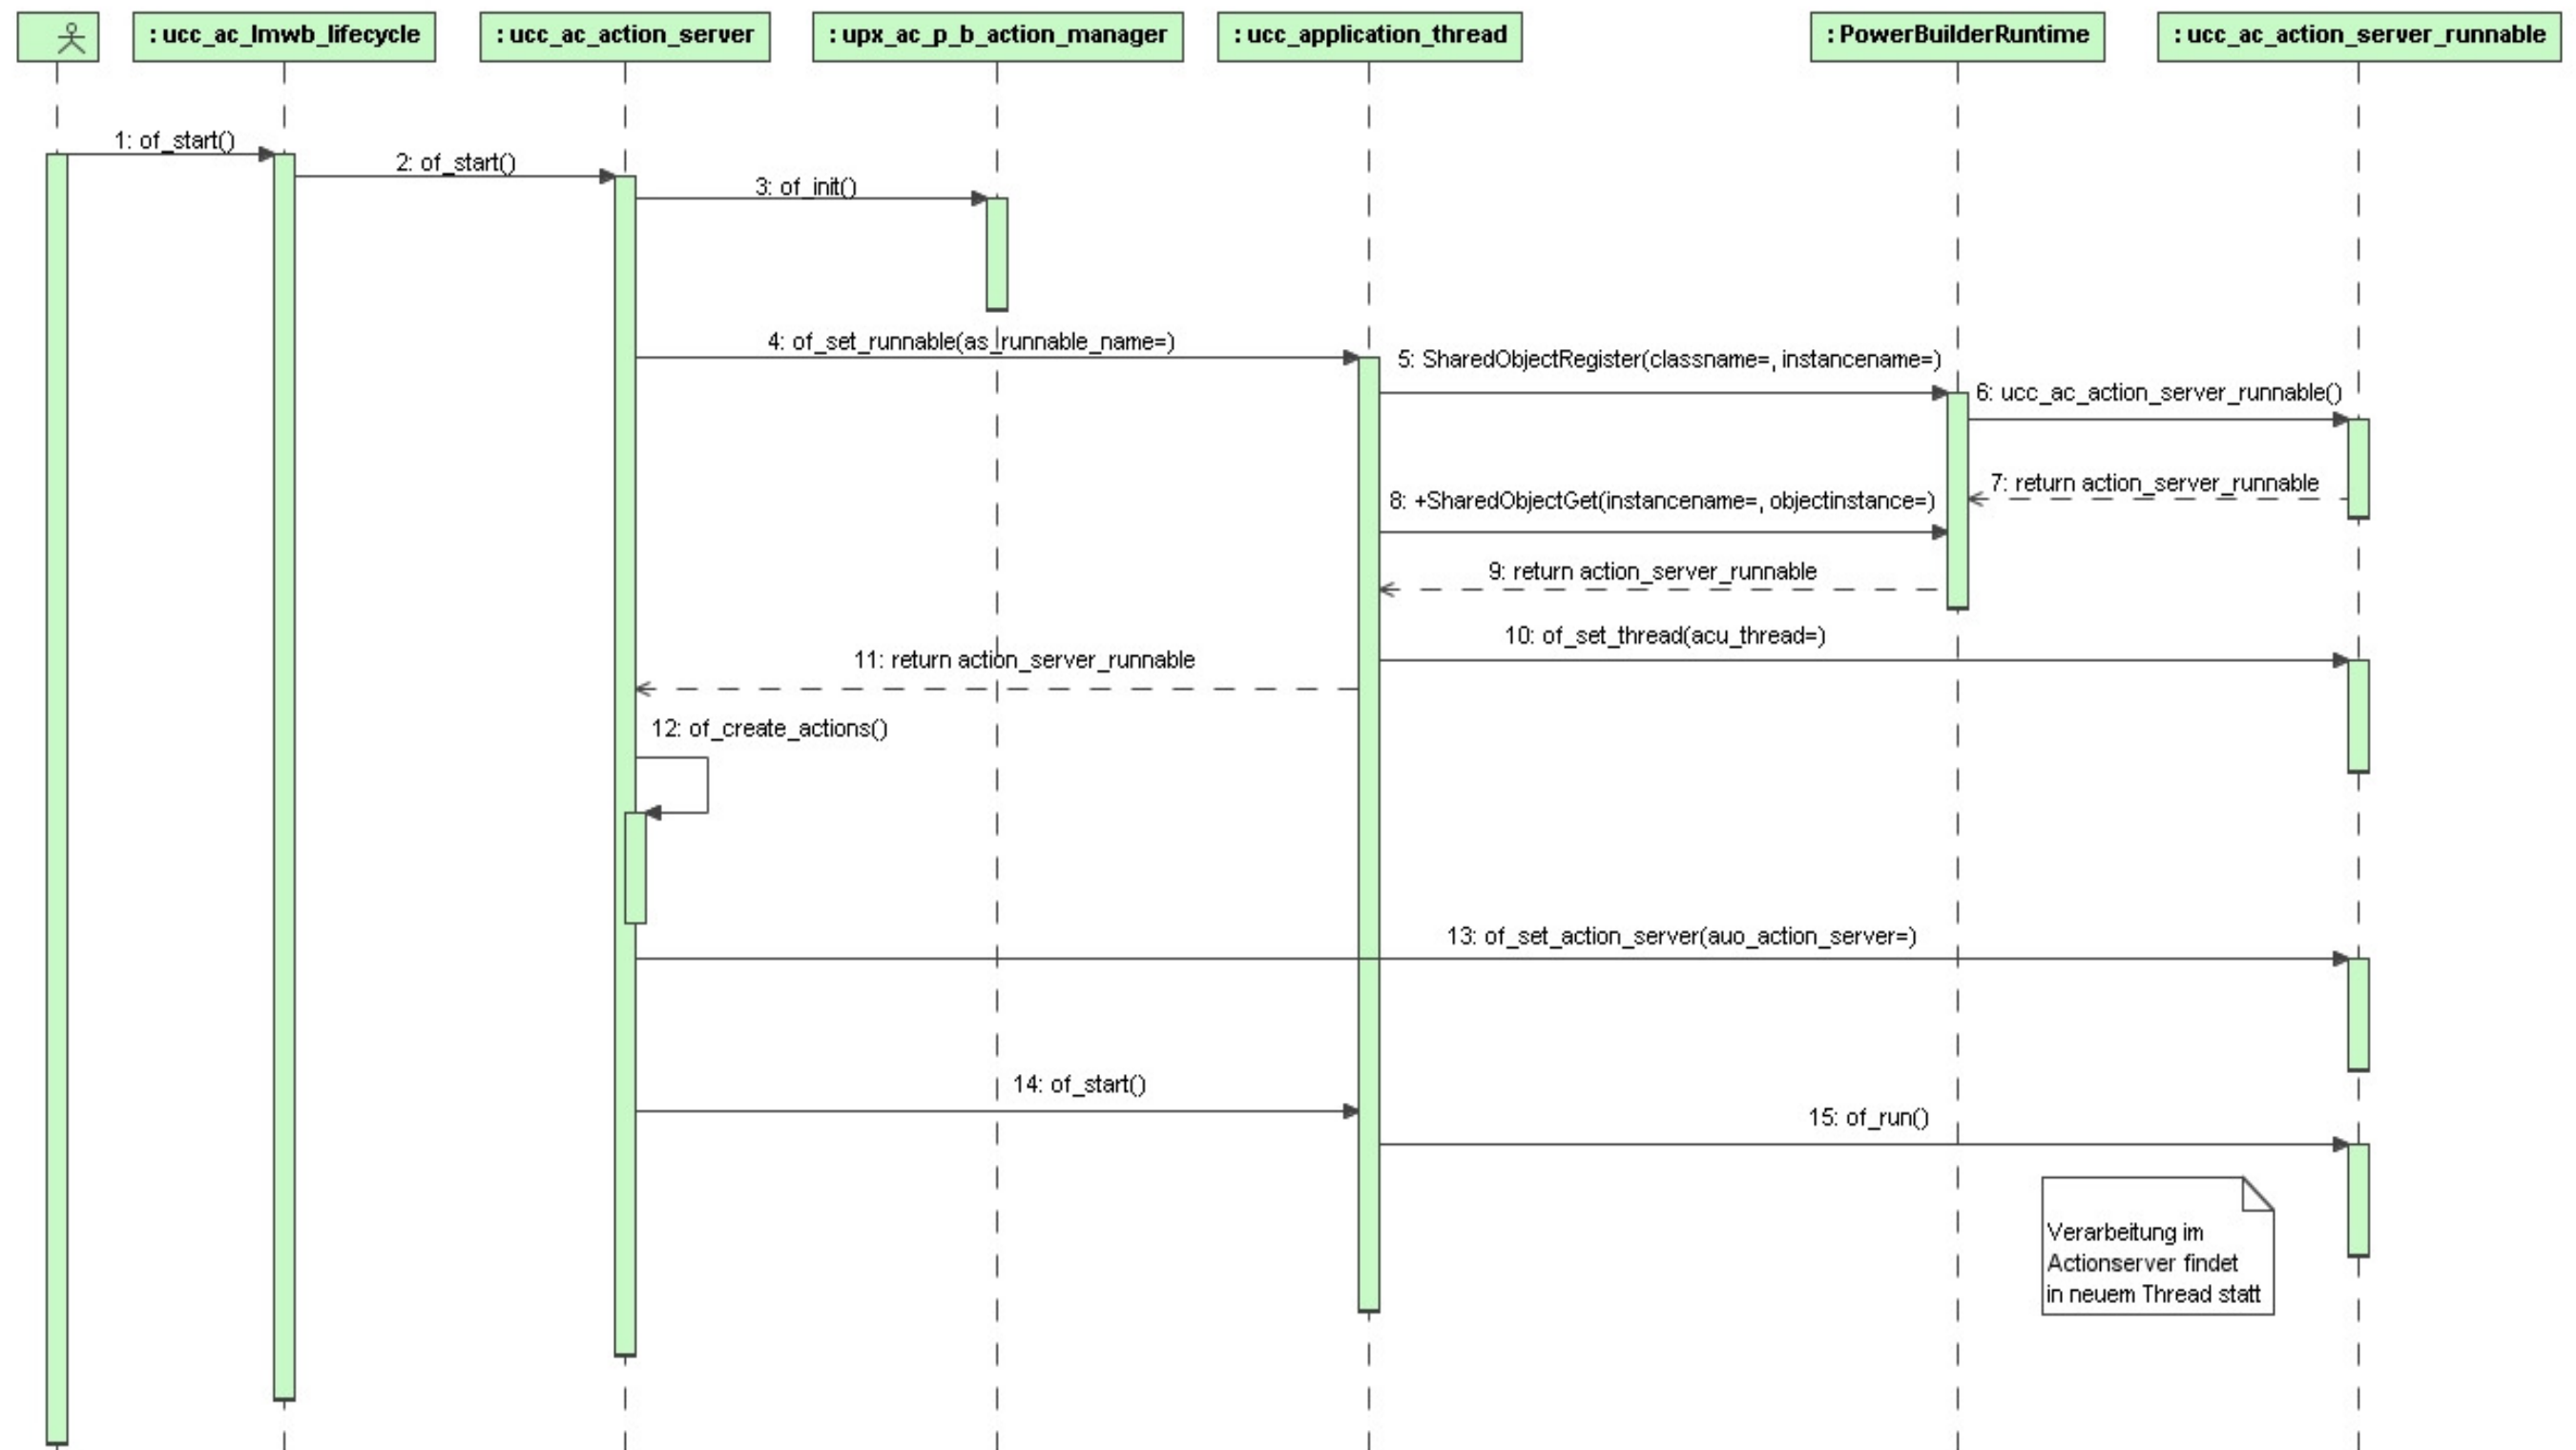 : ucc_ac_lmwb_lifecycle
: ucc_ac_action_server
: upx_ac_p_b_action_manager
: ucc_application_thread
: PowerBuilderRuntime
: ucc_ac_action_server_runnable
1: of_start()
2: of_start()
3: of_init()
4: of_set_runnable(as_runnable_name=)
5: SharedObjectRegister(classname=, instancename=)
6: ucc_ac_action_server_runnable()
7: return action_server_runnable
8: +SharedObjectGet(instancename=, objectinstance=)
9: return action_server_runnable
10: of_set_thread(acu_thread=)
11: return action_server_runnable
12: of_create_actions()
13: of_set_action_server(auo_action_server=)
14: of_start()
15: of_run()
Verarbeitung im
Actionserver findet
in neuem Thread statt